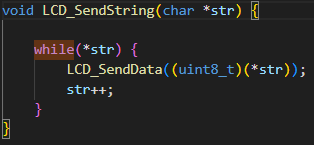 void LCD_SendString(char *str) {
while(*str) {
LCD_SendData((uint8_t)(*str));
str++;
}
}